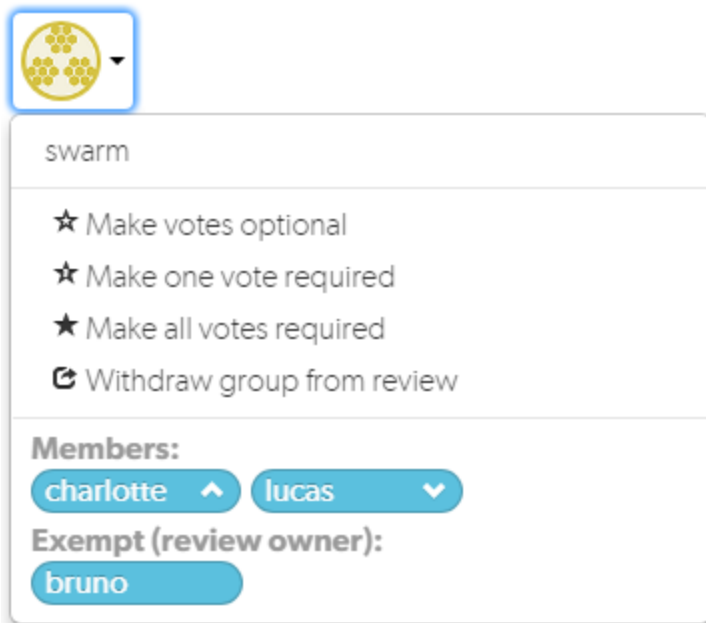 swarm
Make votes optional
Make one vote required
Make all votes required
Withdraw group from review
Members:
charlotte lucas
Exempt (review owner):
bruno